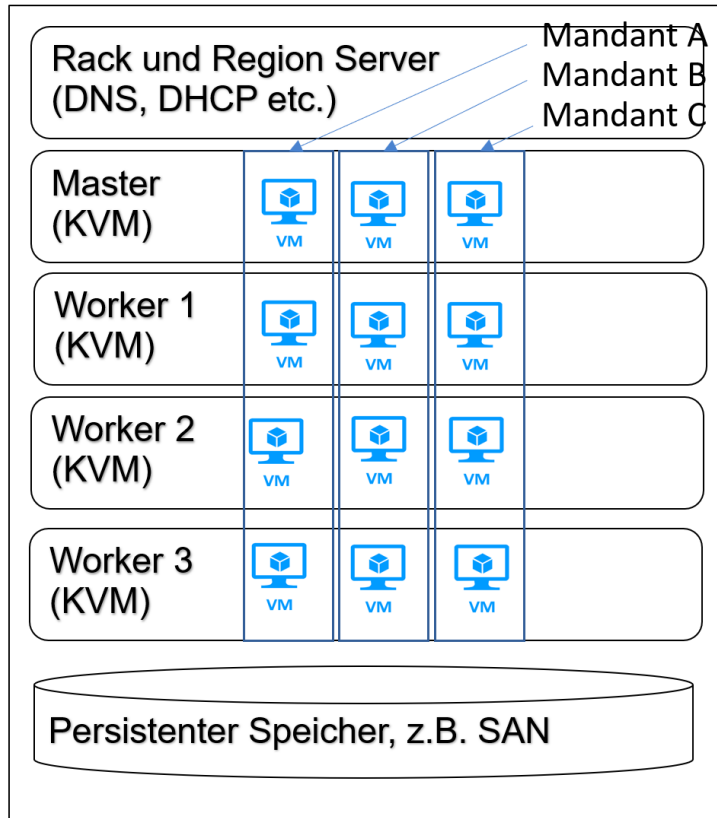 Rack und Region Server
(DNS, DHCP etc.)
Mandant A
Mandant B
Mandant C
Master
(KVM)
VM
VM
VM
Worker 1
(KVM)
VM
VM
VM
Worker 2
(KVM)
VM
VM
VM
Worker 3
(KVM)
VM
VM
VM
Persistenter Speicher, z.B. SAN